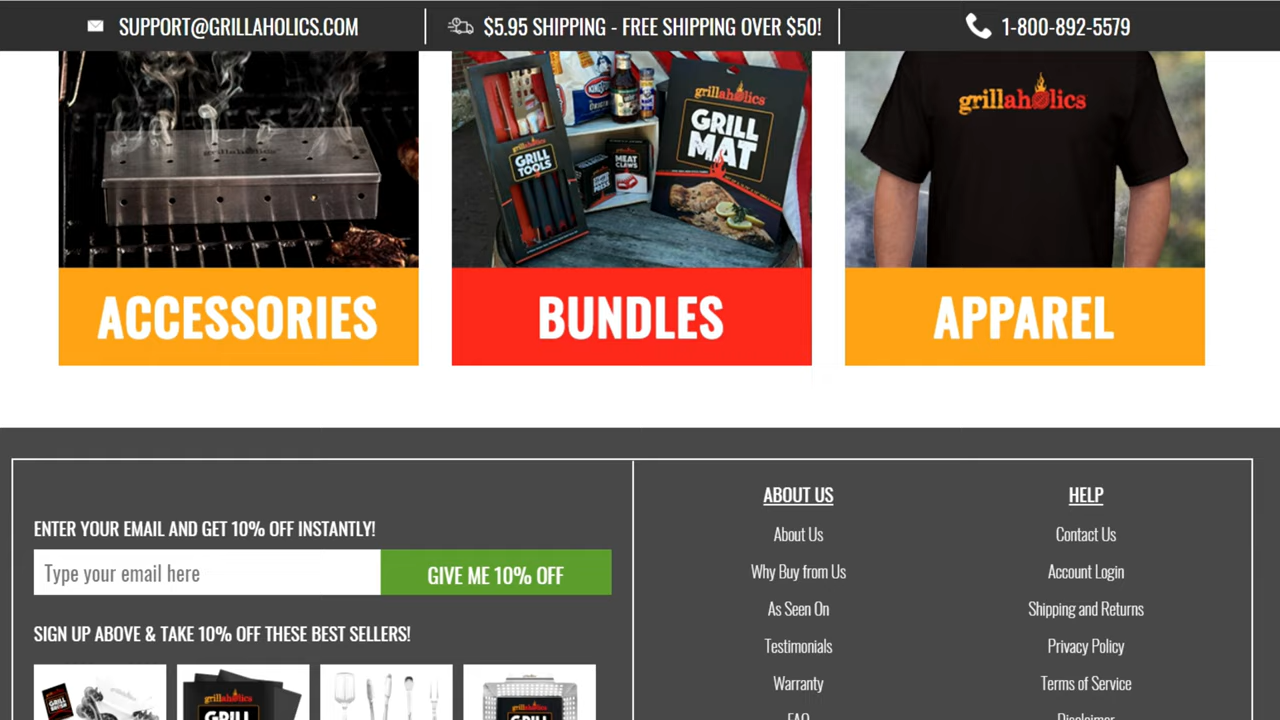 SUPPORT@GRILLAHOLICS.COM
$5.95 SHIPPING - FREE SHIPPING OVER $50!
1-800-892-5579
grillaholics
GRILL
TOOLS
MEAT
CLAWS
grillaholics
GRILL
MAT
grillaholics
ACCESSORIES
BUNDLES
APPAREL
ENTER YOUR EMAIL AND GET 10% OFF INSTANTLY!
Type your email here
GIVE ME 10% OFF
SIGN UP ABOVE & TAKE 10% OFF THESE BEST SELLERS!
grillaholics
GRILL
GRILL
ABOUT US
About Us
Why Buy from Us
As Seen On
Testimonials
Warranty
FAQ
HELP
Contact Us
Account Login
Shipping and Returns
Privacy Policy
Terms of Service
Disclaimer